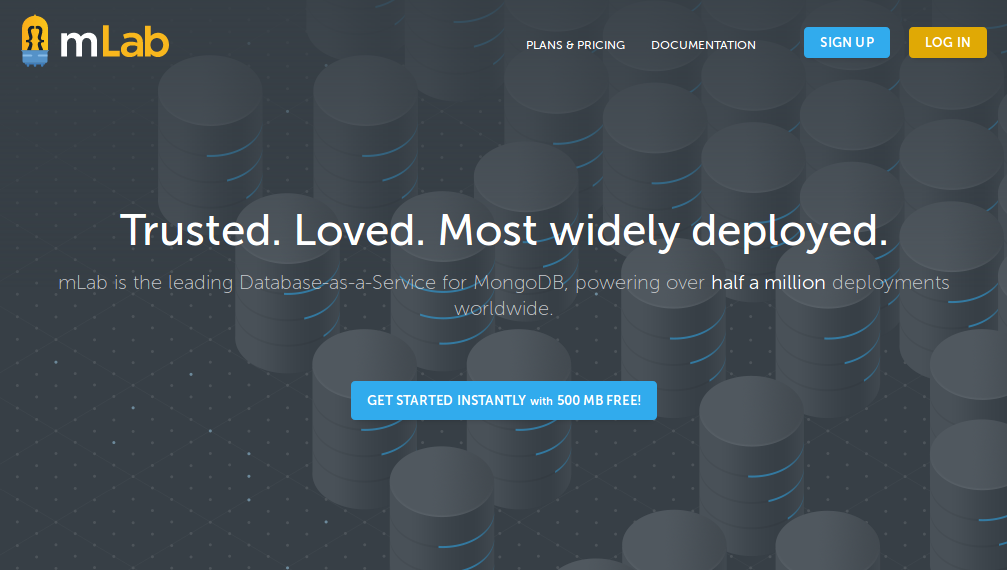 mLab
PLANS & PRICING
DOCUMENTATION
SIGN UP
LOG IN
Trusted. Loved. Most widely deployed.
mLab is the leading Database-as-a-Service for MongoDB, powering over half a million deployments
worldwide.
GET STARTED INSTANTLY with 500 MB FREE!